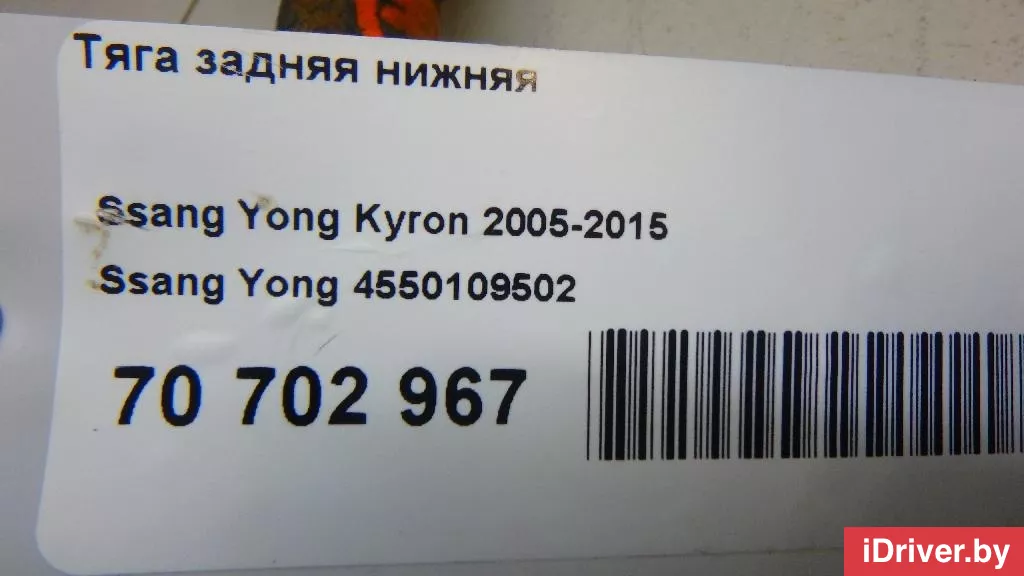 Тяга задняя нижняя
Ssang Yong Kyron 2005-2015
Ssang Yong 4550109502
70 702 967
iDriver.by